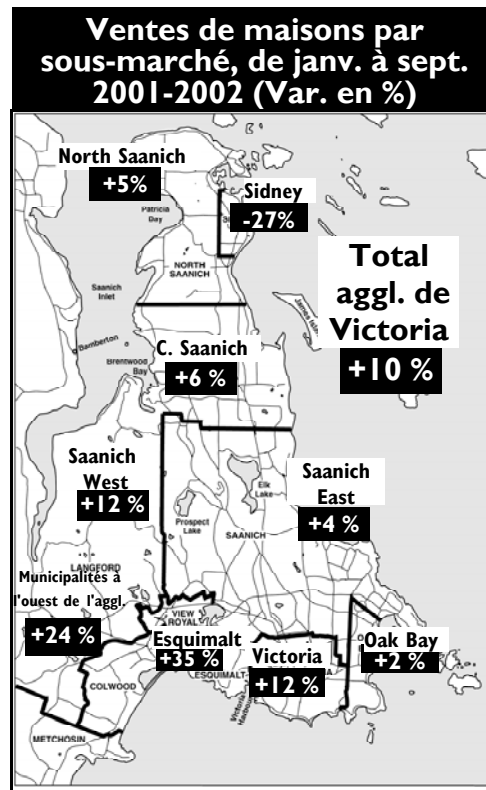 Ventes de maisons par
sous-marché, de janv. à sept.
2001-2002 (Var. en %)
North Saanich
+5%
Sidney
-27%
Patricia
Bay
NORTH
SAANICH
Total
aggl. de
Victoria
+10 %
Saanich
Inlet
James
Bamberton
Brentwood
Bay
C. Saanich
+6 %
Saanich
West
+12 %
Elk
Lake
Saanich
East
+4 %
Prospect
Lake
SAANICH
LANGFORD
Municipalités à
l'ouest de l'aggl.
+24 %
VIEW
ROYAL
Esquimalt
+35 %
ESQUIMALT
Victoria
+12 %
Oak Bay
+2 %
COLWOOD
Victoria
Harbour
METCHOSIN